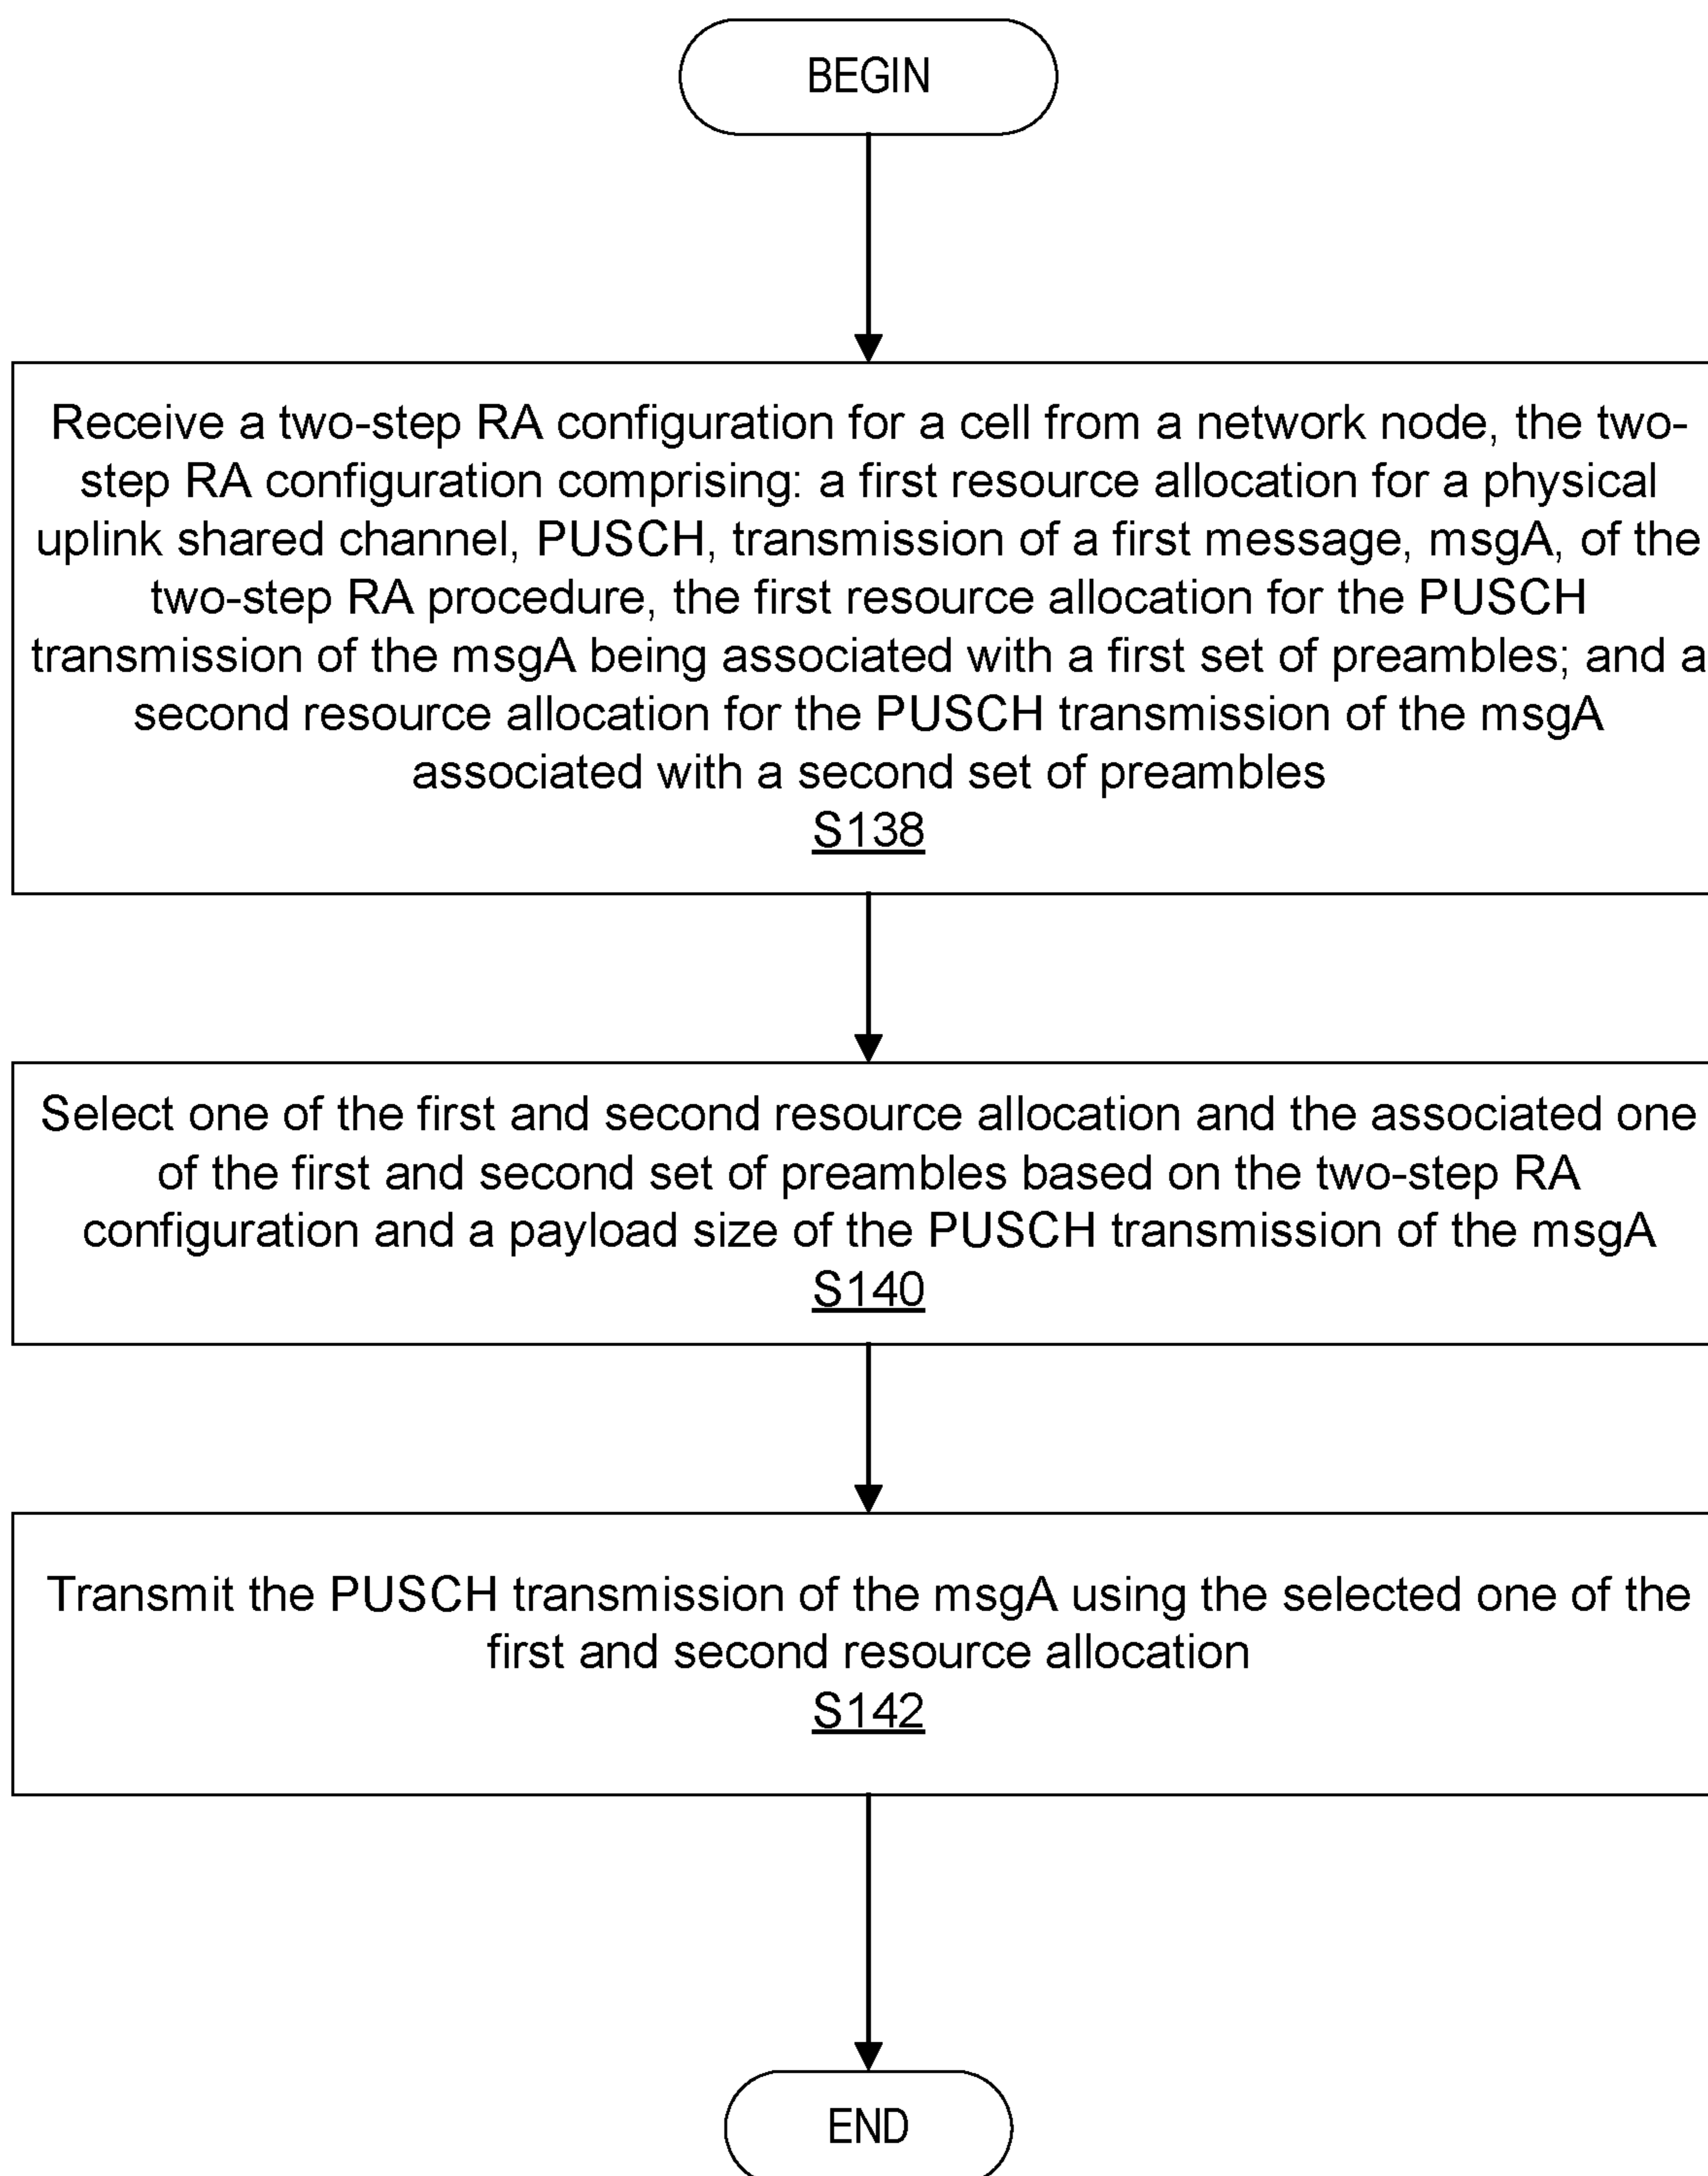 BEGIN
Receive a two-step RA configuration for a cell from a network node, the two-
step RA configuration comprising: a first resource allocation for a physical
uplink shared channel, PUSCH, transmission of a first message, msgA, of the
two-step RA procedure, the first resource allocation for the PUSCH
transmission of the msgA being associated with a first set of preambles; and a
second resource allocation for the PUSCH transmission of the msgA
associated with a second set of preambles
S138
Select one of the first and second resource allocation and the associated one
of the first and second set of preambles based on the two-step RA
configuration and a payload size of the PUSCH transmission of the msgA
S140
Transmit the PUSCH transmission of the msgA using the selected one of the
first and second resource allocation
S142
END